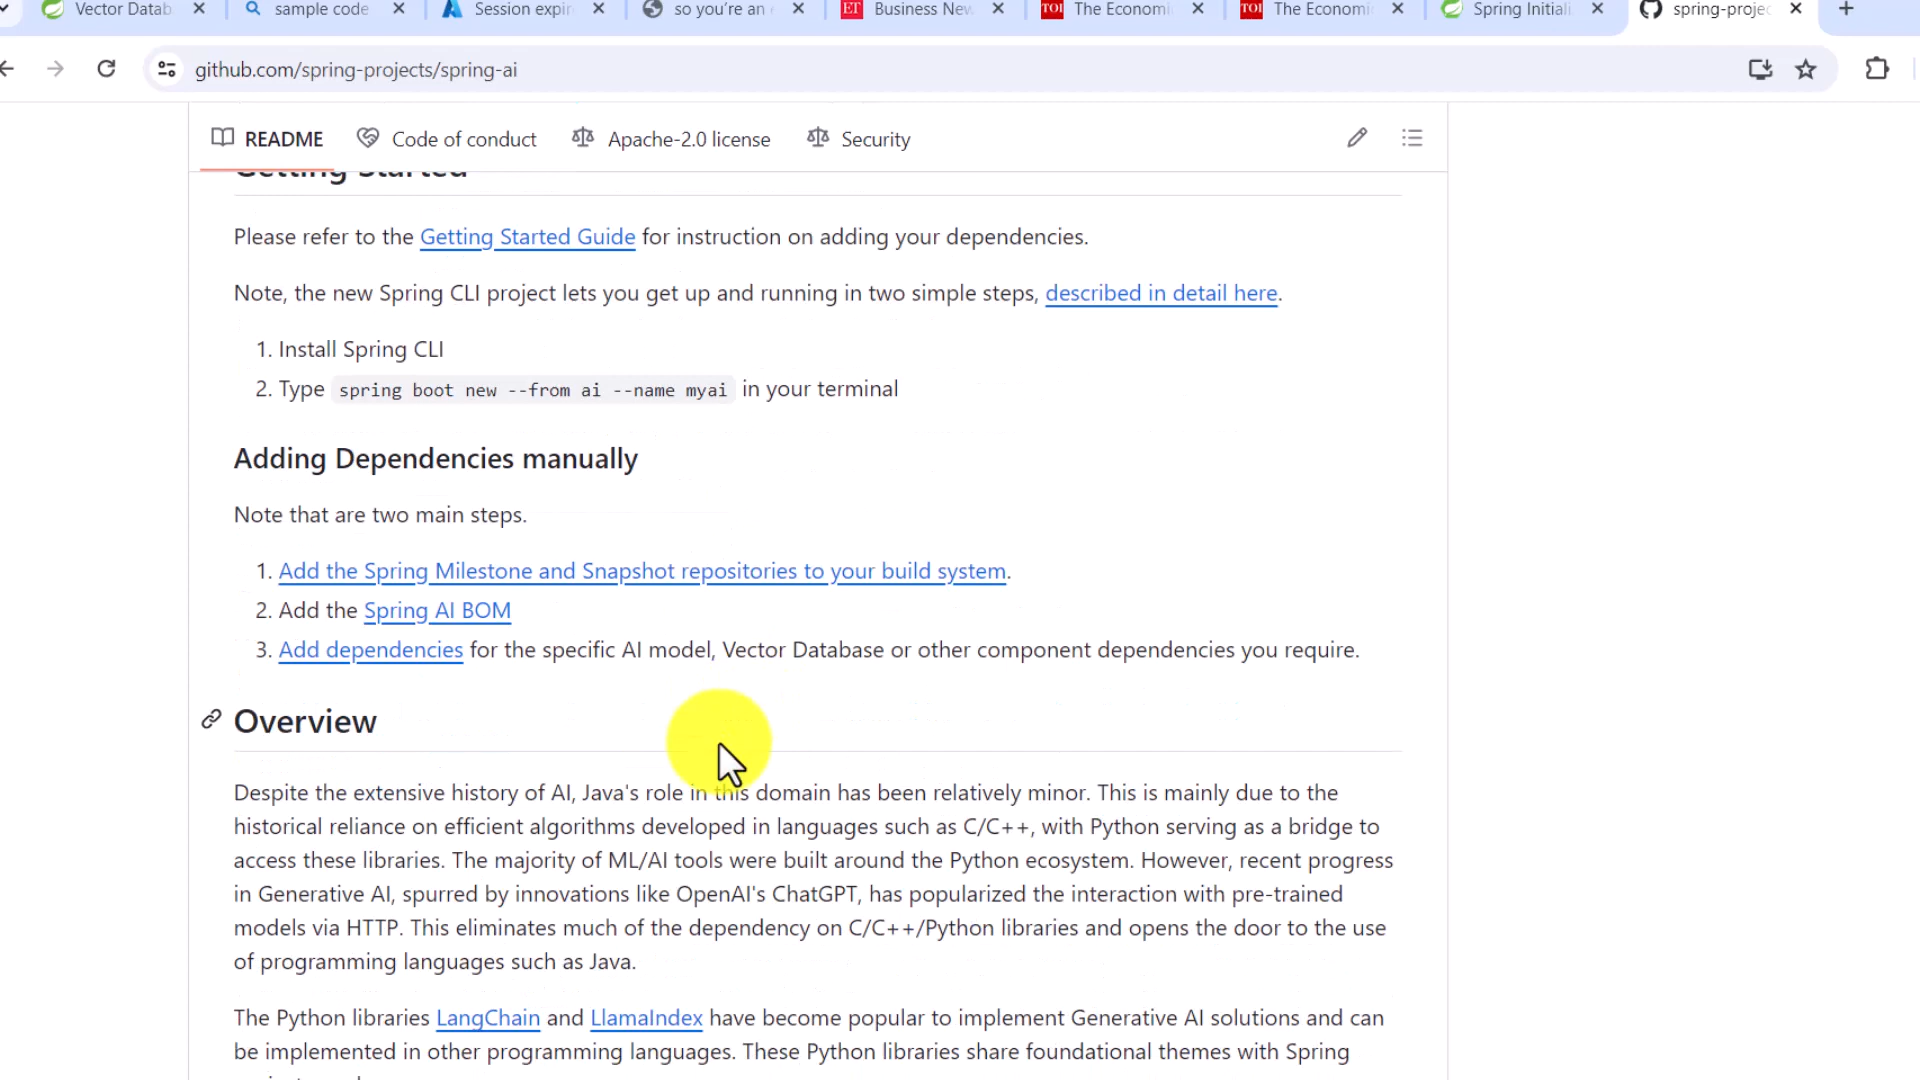 Vector Datab
sample code
Session expir
so you're an
ET
Business New
TOI
The Economi
TOI
The Economi
Spring Initiali
spring-projec
github.com/spring-projects/spring-ai
README
Code of conduct
Apache-2.0 license
Security
Getting Started
Please refer to the Getting Started Guide for instruction on adding your dependencies.
Note, the new Spring CLI project lets you get up and running in two simple steps, described in detail here.
1. Install Spring CLI
2. Type spring boot new --from ai --name myai in your terminal
Adding Dependencies manually
Note that are two main steps.
1. Add the Spring Milestone and Snapshot repositories to your build system.
2. Add the Spring AI BOM
3. Add dependencies for the specific AI model, Vector Database or other component dependencies you require.
Overview
Despite the extensive history of AI, Java's role in this domain has been relatively minor. This is mainly due to the
historical reliance on efficient algorithms developed in languages such as C/C++, with Python serving as a bridge to
access these libraries. The majority of ML/AI tools were built around the Python ecosystem. However, recent progress
in Generative AI, spurred by innovations like OpenAI's ChatGPT, has popularized the interaction with pre-trained
models via HTTP. This eliminates much of the dependency on C/C++/Python libraries and opens the door to the use
of programming languages such as Java.
The Python libraries LangChain and LlamaIndex have become popular to implement Generative AI solutions and can
be implemented in other programming languages. These Python libraries share foundational themes with Spring